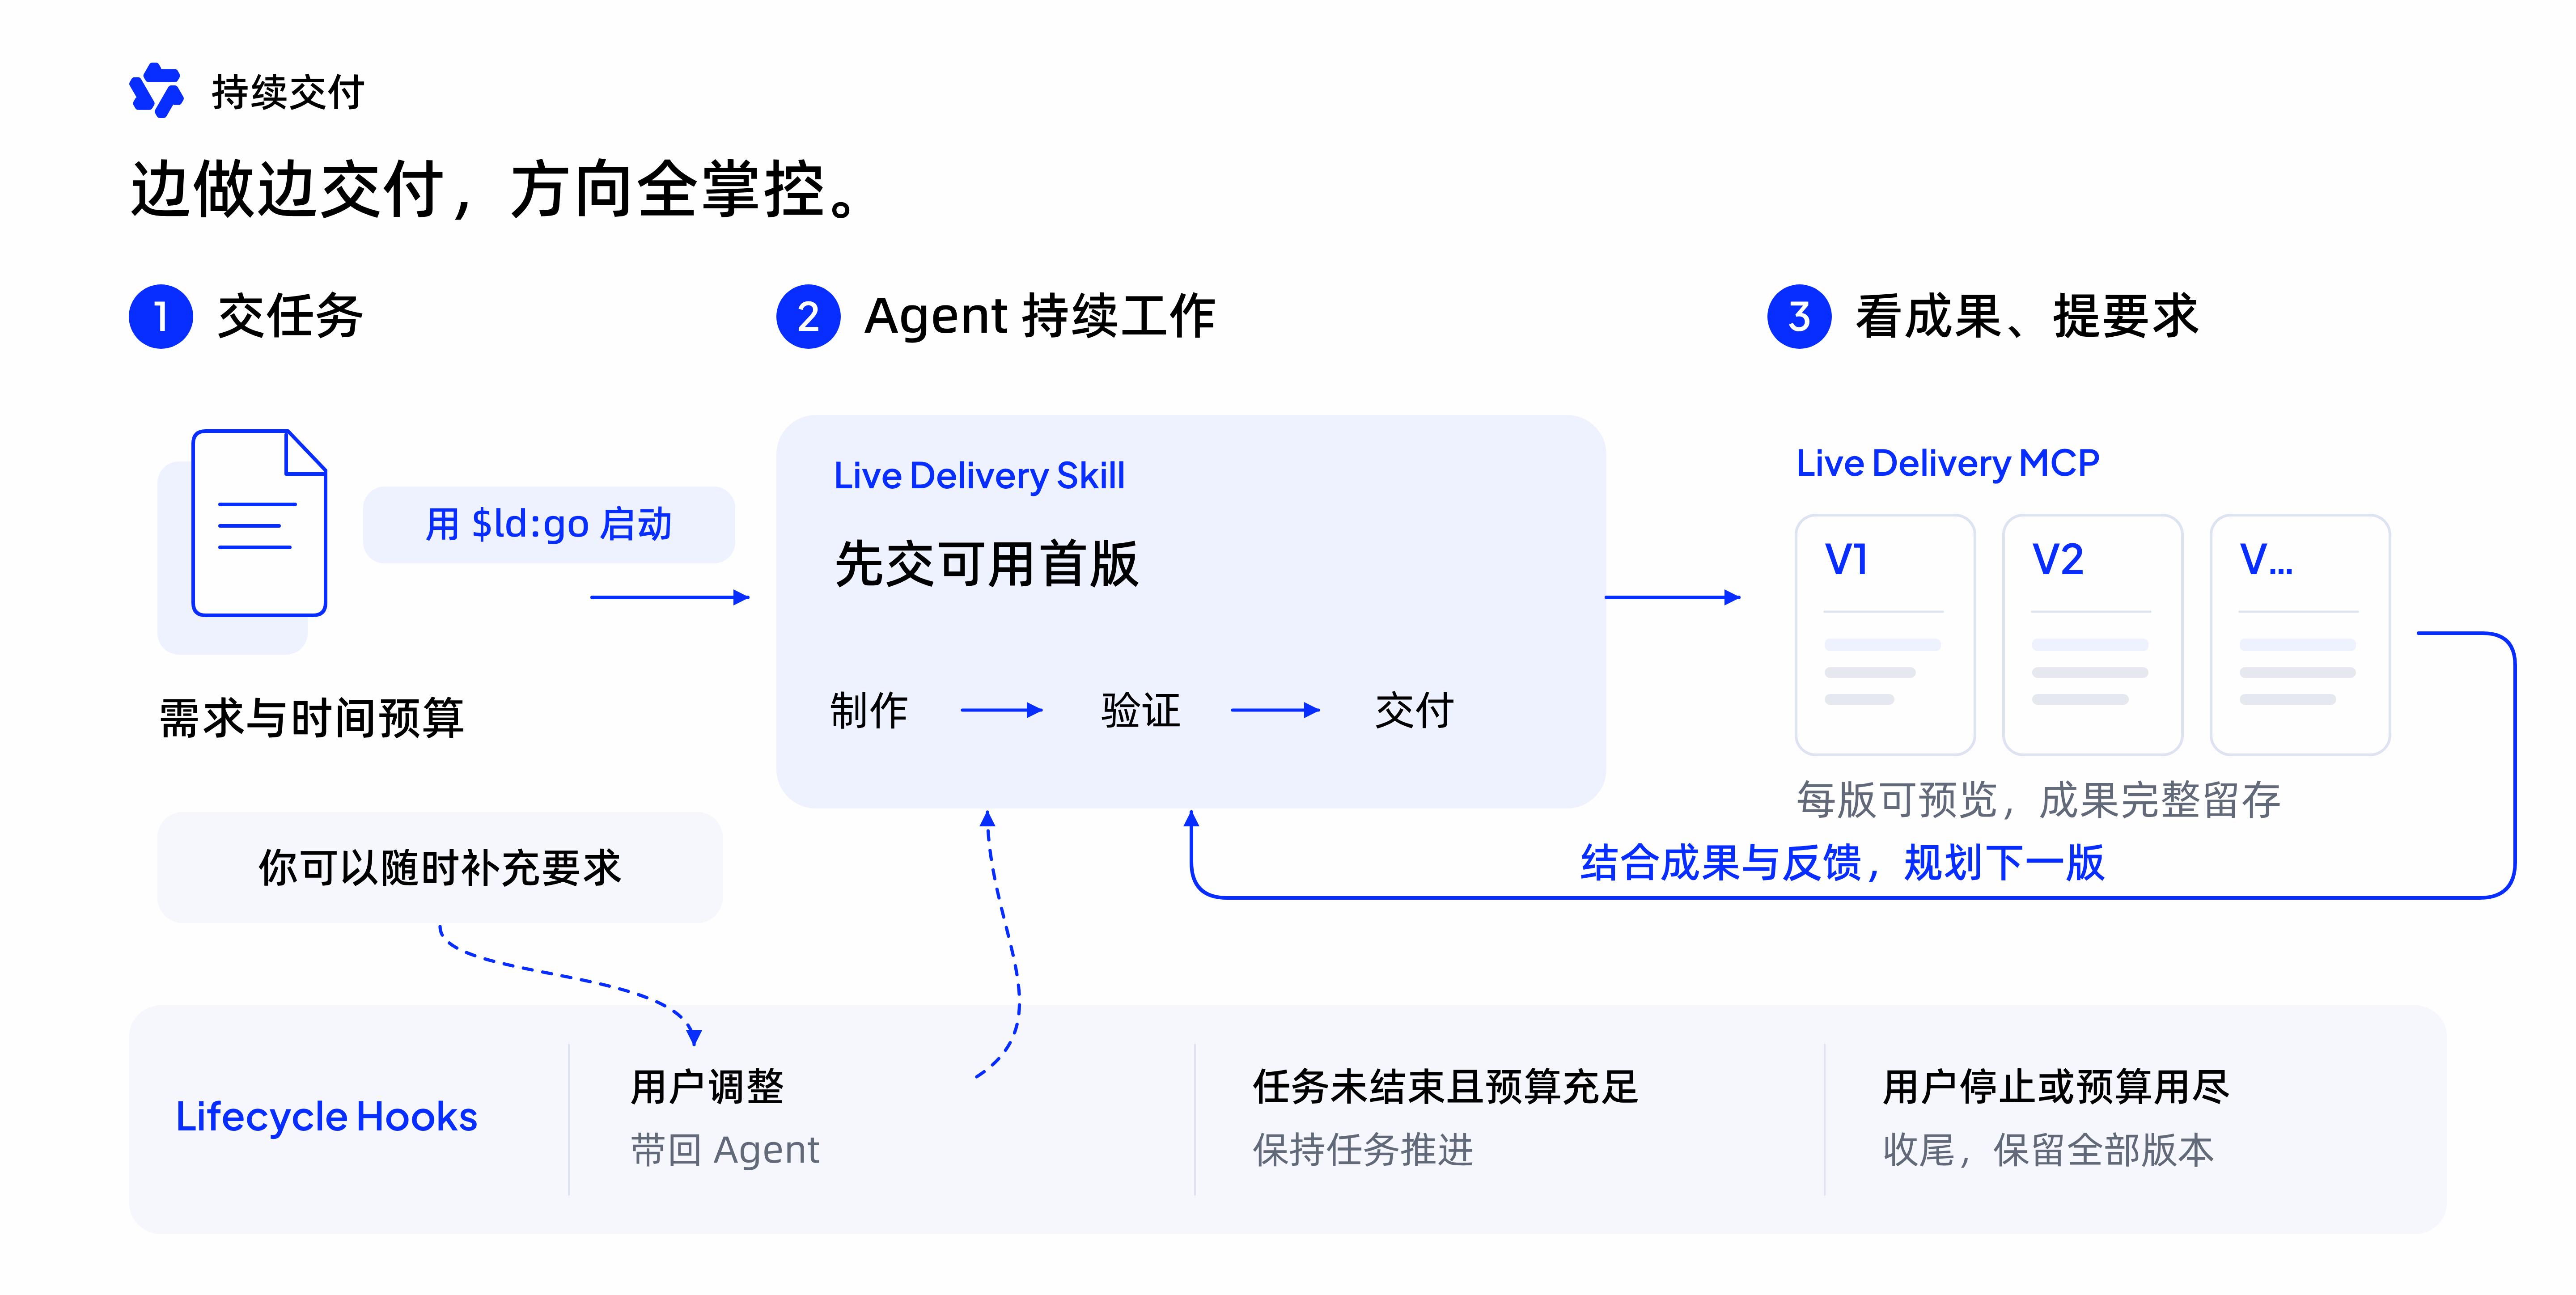 持续交付
边做边交付，方向全掌控。
1 交任务
2 Agent 持续工作
3 看成果、提要求
用 $ld:go 启动
需求与时间预算
你可以随时补充要求
Live Delivery Skill
先交可用首版
制作 验证 交付
Live Delivery MCP
V1 V2 V...
每版可预览，成果完整留存
结合成果与反馈，规划下一版
Lifecycle Hooks
用户调整
带回 Agent
任务未结束且预算充足
保持任务推进
用户停止或预算用尽
收尾，保留全部版本